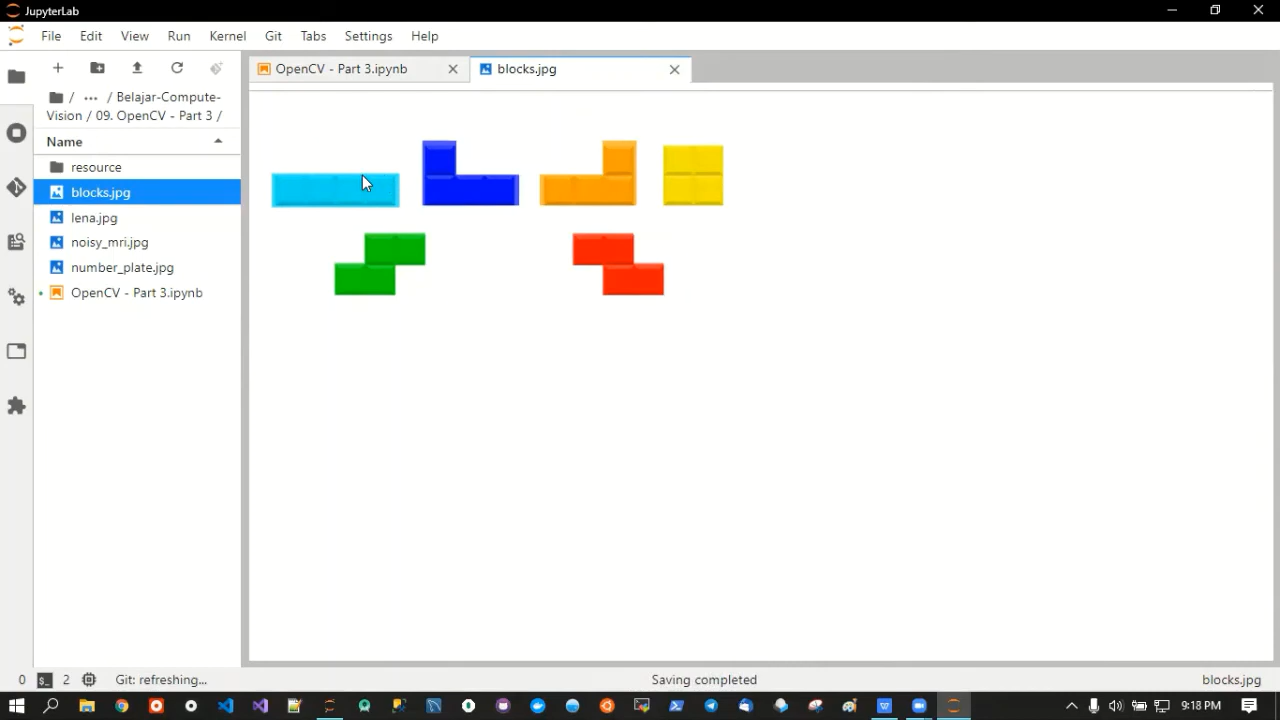 JupyterLab
File Edit View Run Kernel Git Tabs Settings Help
OpenCV - Part 3.ipynb
blocks.jpg
/ ... / Belajar-Compute-
Vision / 09. OpenCV - Part 3 /
Name
resource
blocks.jpg
lena.jpg
noisy_mri.jpg
number_plate.jpg
OpenCV - Part 3.ipynb
0 $_ 2 Git: refreshing... Saving completed blocks.jpg
9:18 PM